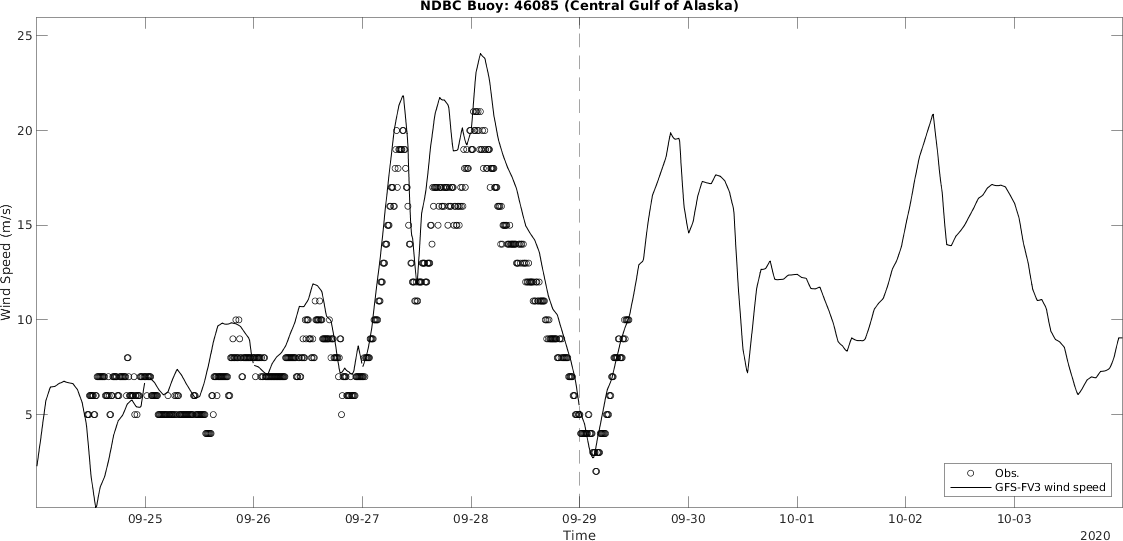 NDBC Buoy: 46085 (Central Gulf of Alaska)
25
20
15
10
5
Wind Speed (m/s)
Obs.
GFS-FV3 wind speed
09-25 09-26 09-27 09-28 09-29 09-30 10-01 10-02 10-03
Time
2020